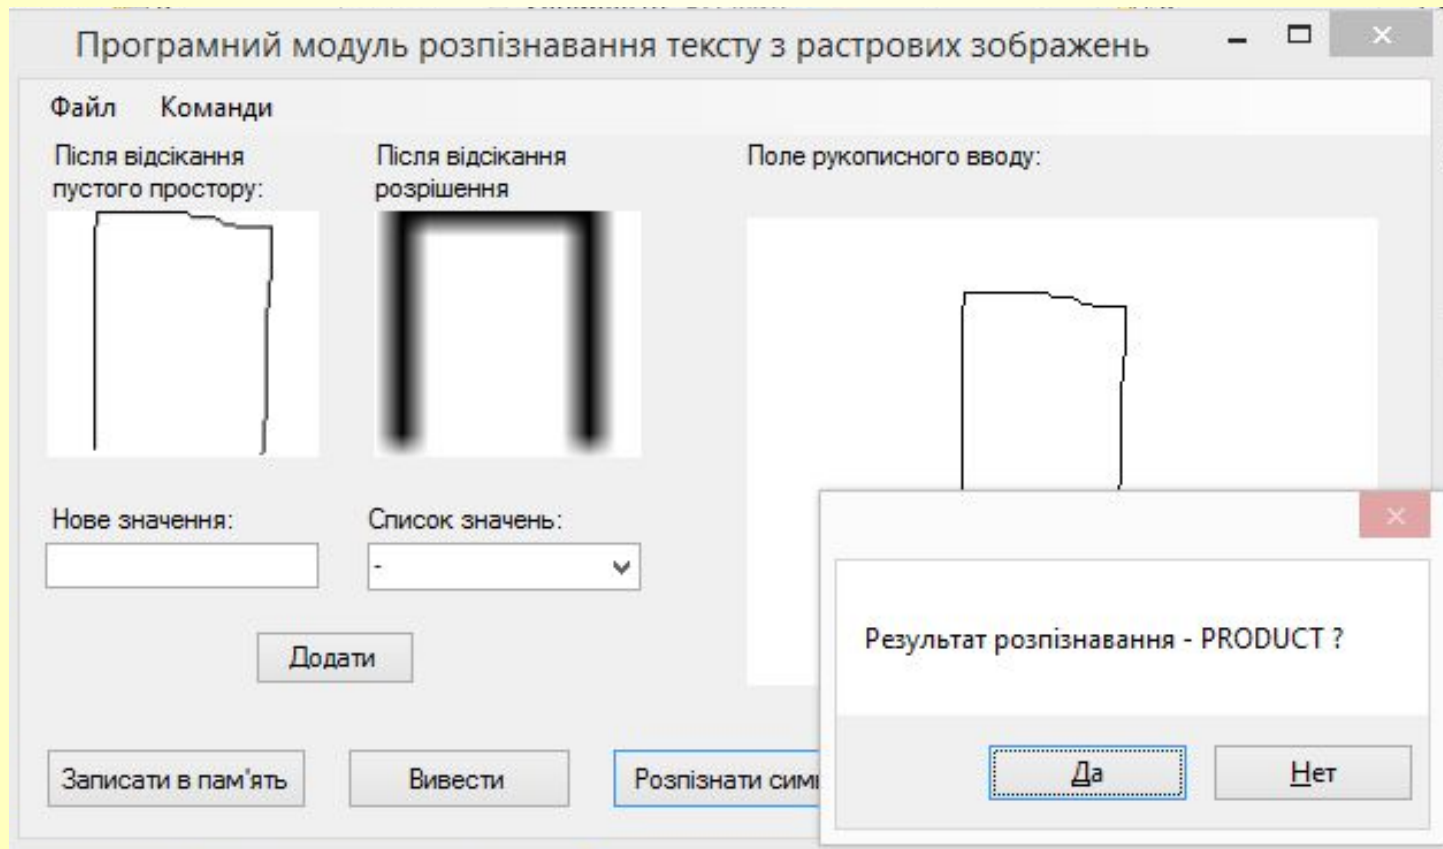 Програмний модуль розпізнавання тексту з растрових зображень
Файл Команди
Після відсікання
пустого простору:
Після відсікання
розрішення
Поле рукописного вводу:
Нове значення:
Список значень:
-
Додати
Результат розпізнавання - PRODUCT ?
Да Нет
Записати в пам'ять Вивести Розпізнати